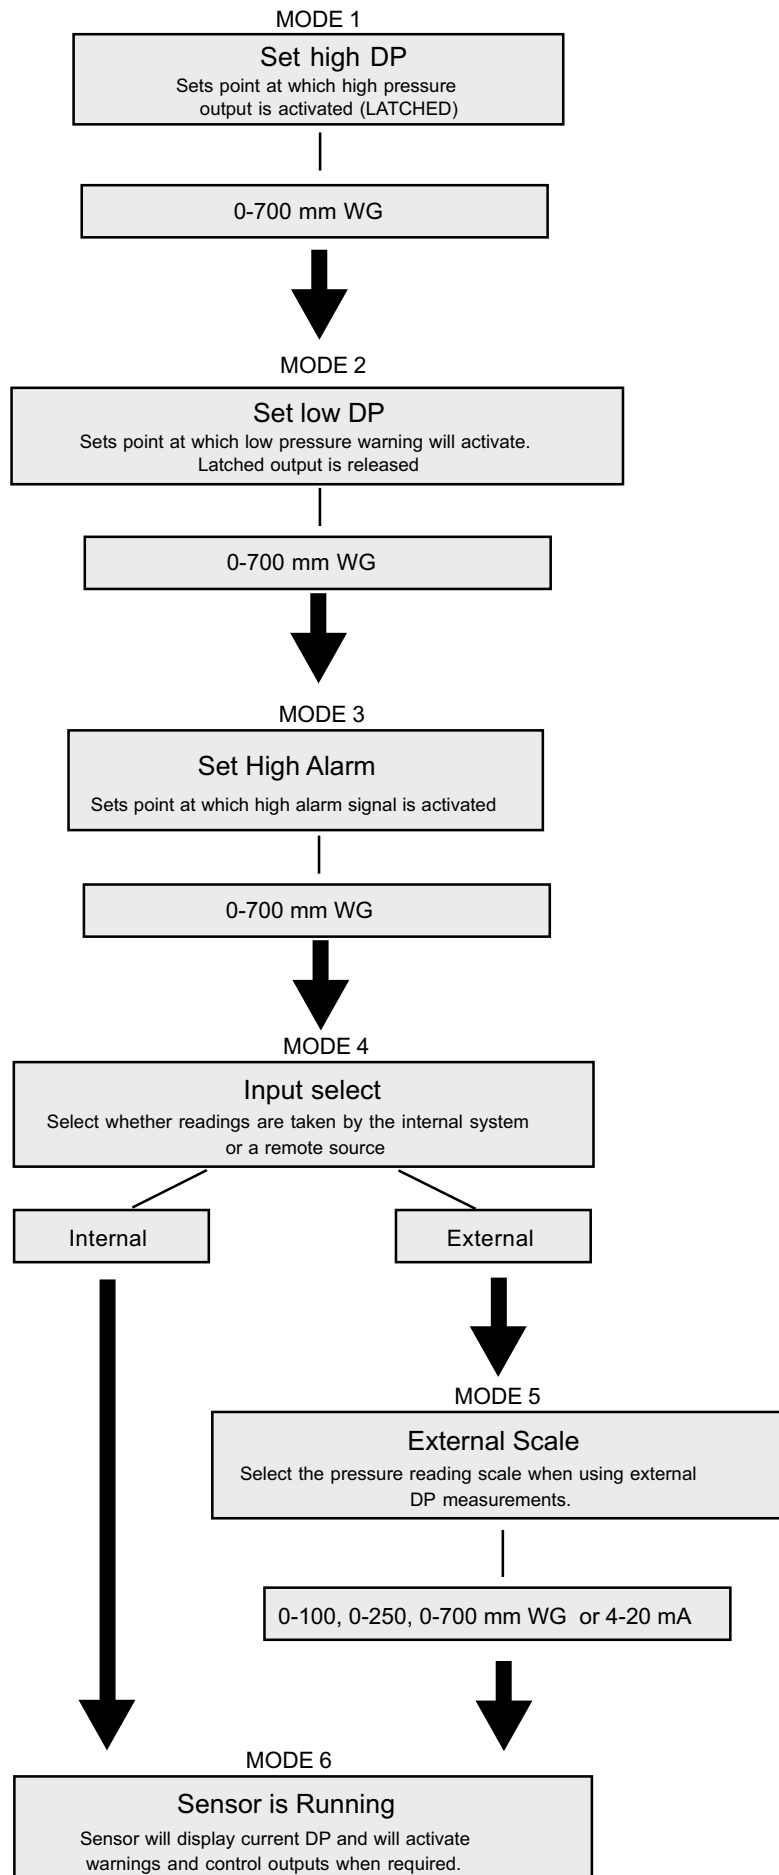 MODE 1
Set high DP
Sets point at which high pressure
output is activated (LATCHED)
0-700 mm WG
MODE 2
Set low DP
Sets point at which low pressure warning will activate.
Latched output is released
0-700 mm WG
MODE 3
Set High Alarm
Sets point at which high alarm signal is activated
0-700 mm WG
MODE 4
Input select
Select whether readings are taken by the internal system
or a remote source
Internal
External
MODE 5
External Scale
Select the pressure reading scale when using external
DP measurements.
0-100, 0-250, 0-700 mm WG or 4-20 mA
MODE 6
Sensor is Running
Sensor will display current DP and will activate
warnings and control outputs when required.